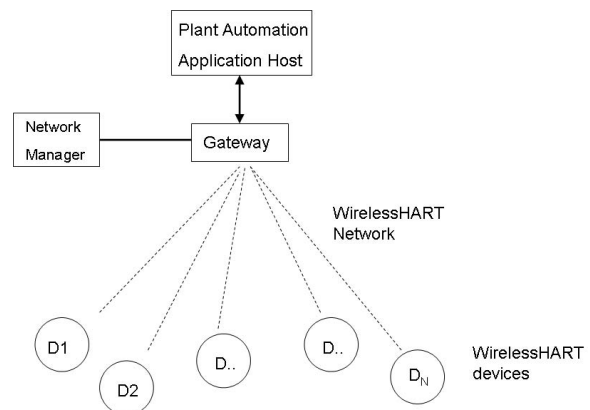 Plant Automation
Application Host
Network
Manager
Gateway
WirelessHART
Network
D1
D2
D..
D..
DN
WirelessHART
devices